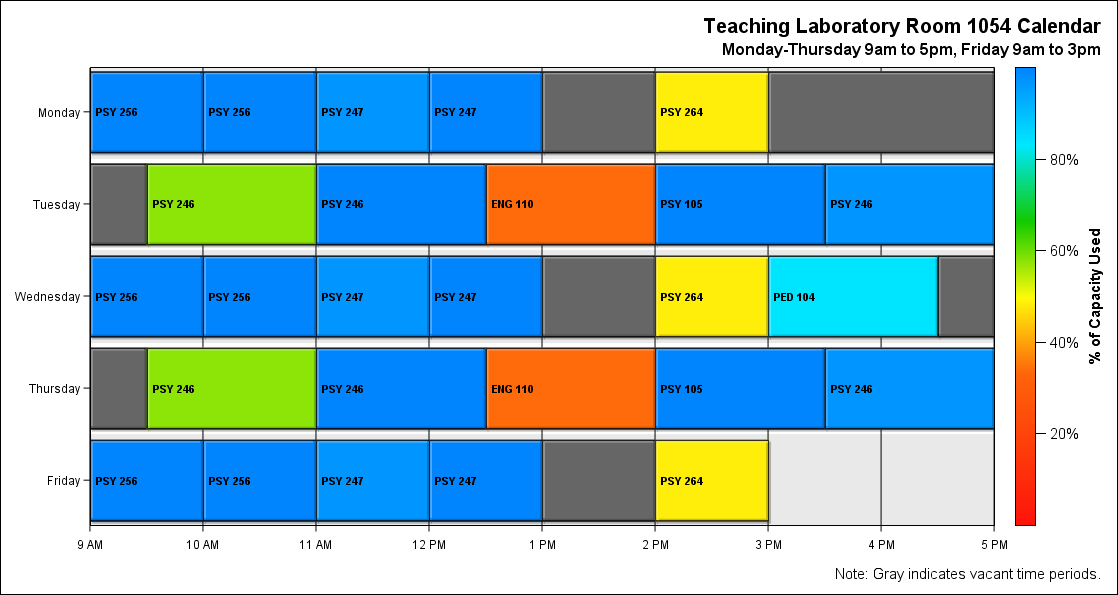 Teaching Laboratory Room 1054 Calendar
Monday-Thursday 9am to 5pm, Friday 9am to 3pm
Monday
PSY 256
PSY 256
PSY 247
PSY 247
PSY 264
Tuesday
PSY 246
PSY 246
ENG 110
PSY 105
PSY 246
Wednesday
PSY 256
PSY 256
PSY 247
PSY 247
PSY 264
PED 104
Thursday
PSY 246
PSY 246
ENG 110
PSY 105
PSY 246
Friday
PSY 256
PSY 256
PSY 247
PSY 247
PSY 264
9 AM
10 AM
11 AM
12 PM
1 PM
2 PM
3 PM
4 PM
5 PM
80%
60%
40%
20%
% of Capacity Used
Note: Gray indicates vacant time periods.